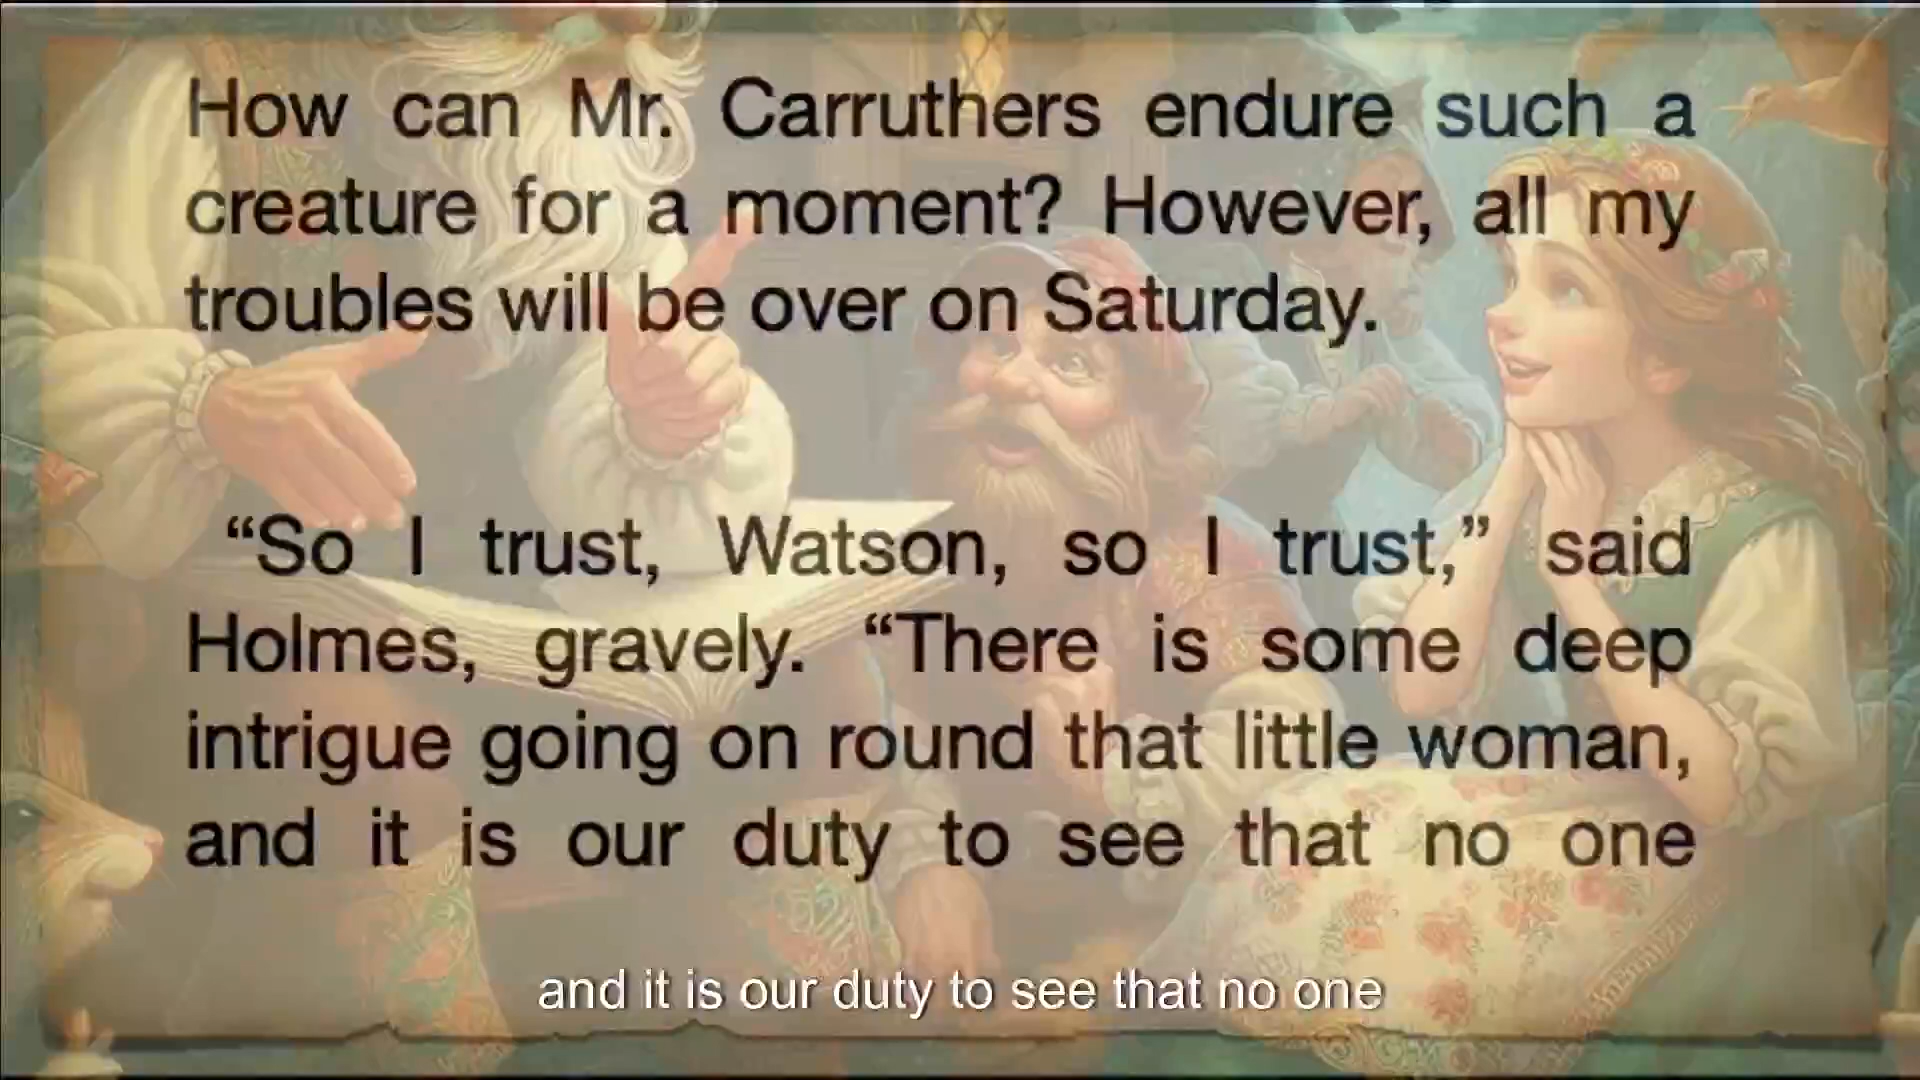 How can Mr. Carruthers endure such a
creature for a moment? However, all my
troubles will be over on Saturday.
“So I trust, Watson, so I trust,” said
Holmes, gravely. “There is some deep
intrigue going on round that little woman,
and it is our duty to see that no one
and it is our duty to see that no one